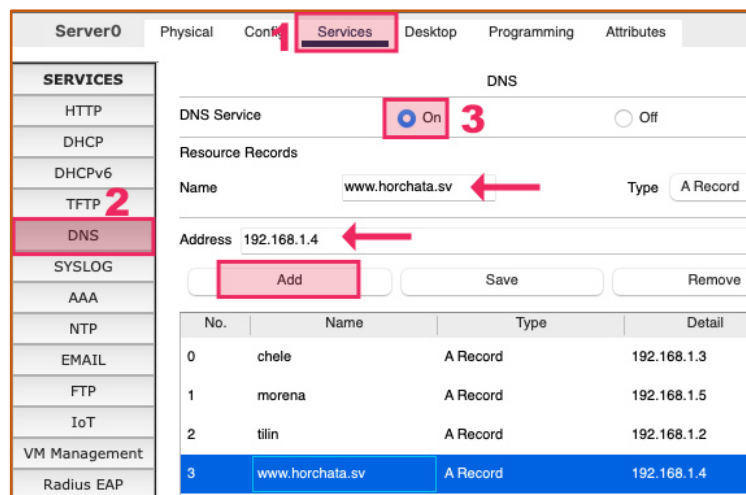 Server0 Physical Config Services Desktop Programming Attributes
1
SERVICES
HTTP
DHCP
DHCPv6
TFTP
2
DNS
SYSLOG
AAA
NTP
EMAIL
FTP
IoT
VM Management
Radius EAP
DNS
DNS Service On 3 Off
Resource Records
Name www.horchata.sv Type A Record
Address 192.168.1.4
Add Save Remove
No. Name Type Detail
0 chele A Record 192.168.1.3
1 morena A Record 192.168.1.5
2 tilin A Record 192.168.1.2
3 www.horchata.sv A Record 192.168.1.4